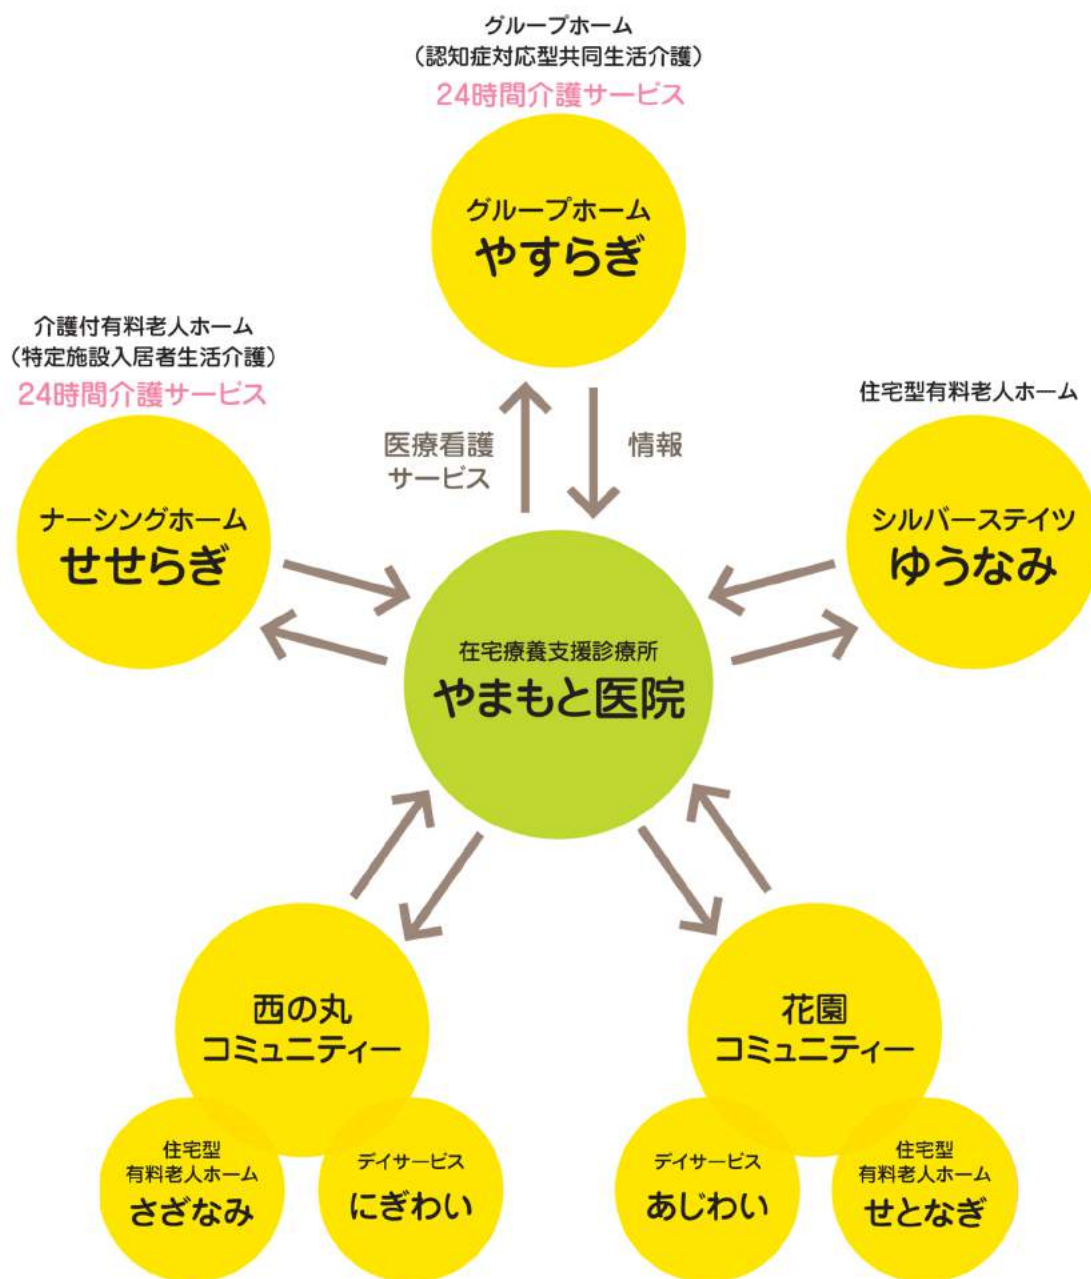 グループホーム
（認知症対応型共同生活介護）
24時間介護サービス
グループホーム
やすらぎ
介護付有料老人ホーム
（特定施設入居者生活介護）
24時間介護サービス
ナーシングホーム
せせらぎ
医療看護
サービス
情報
住宅型有料老人ホーム
シルバーステイツ
ゆうなみ
在宅療養支援診療所
やまもと医院
西の丸
コミュニティー
住宅型
有料老人ホーム
さざなみ
デイサービス
にぎわい
花園
コミュニティー
デイサービス
あじわい
住宅型
有料老人ホーム
せとなぎ